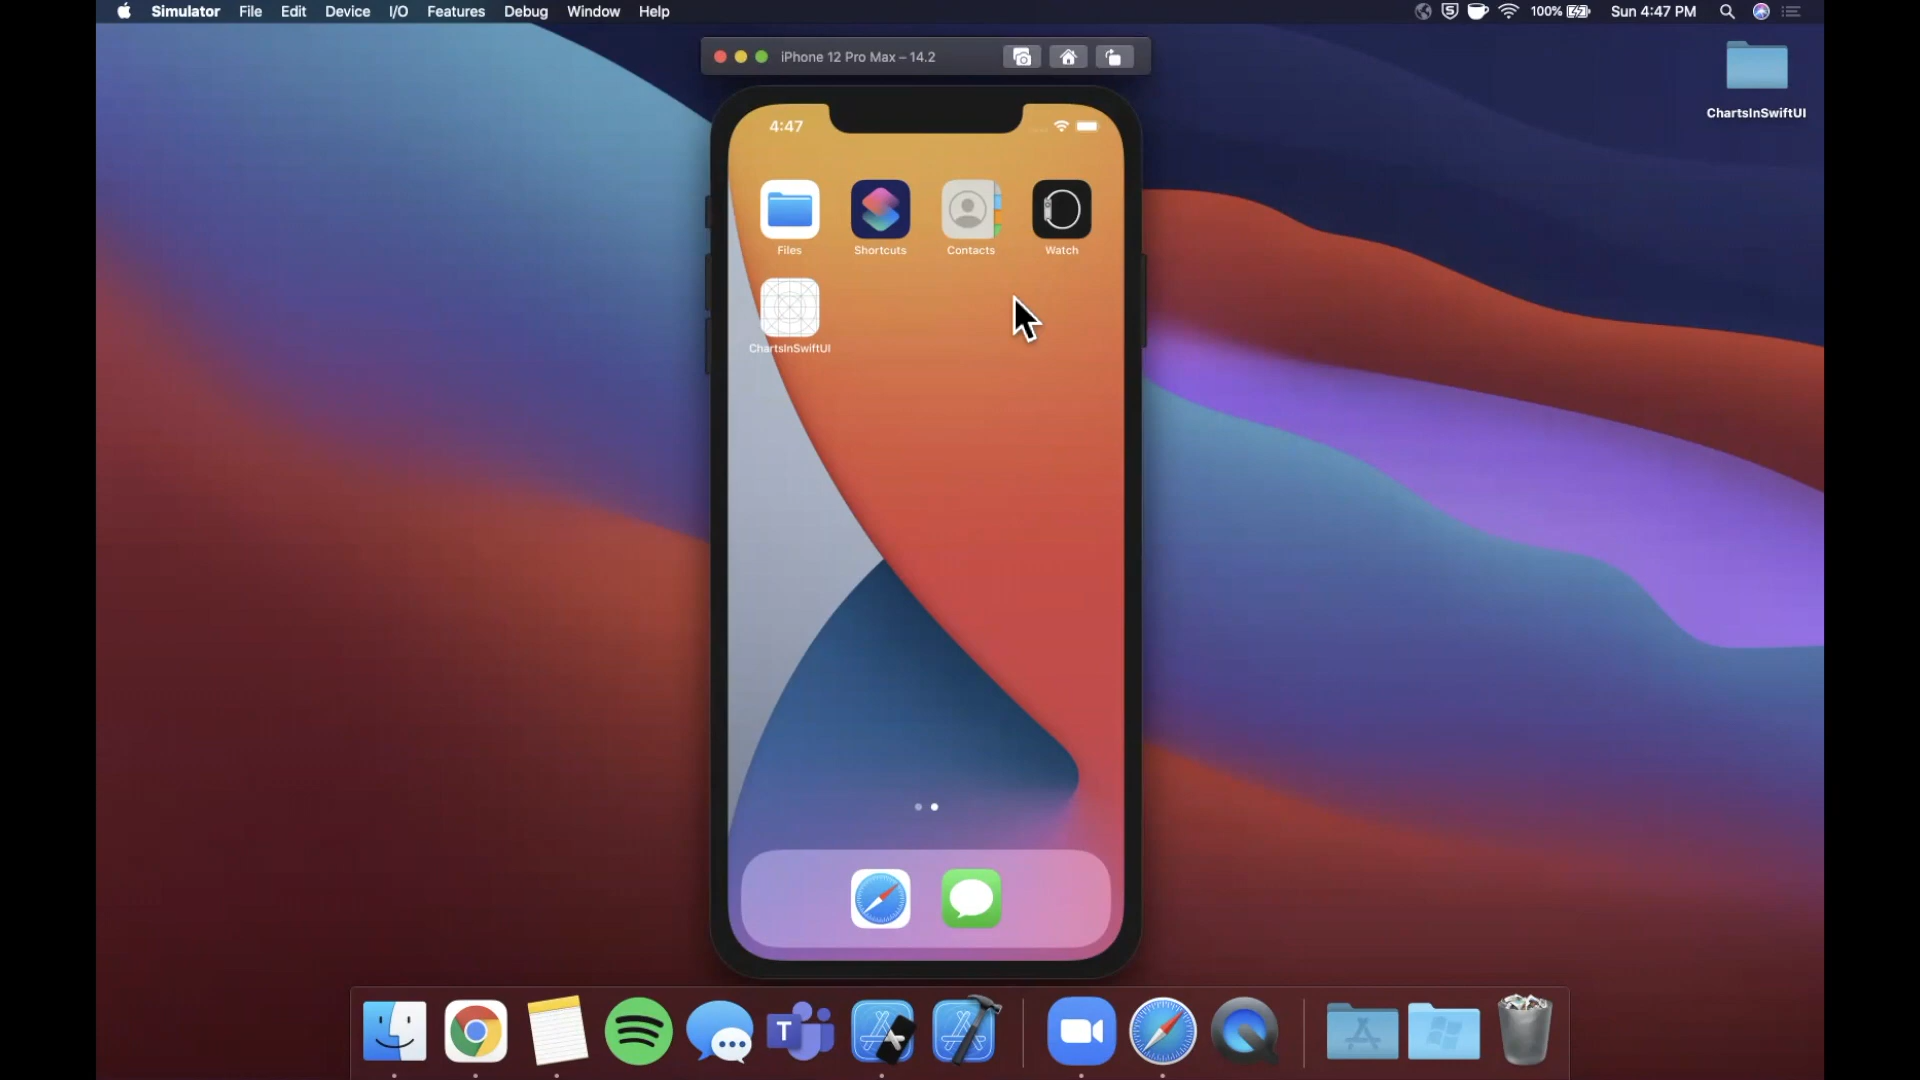 Simulator File Edit Device I/O Features Debug Window Help
100% Sun 4:47 PM
iPhone 12 Pro Max – 14.2
ChartsInSwiftUI
4:47
Files Shortcuts Contacts Watch
ChartsInSwiftUI
T